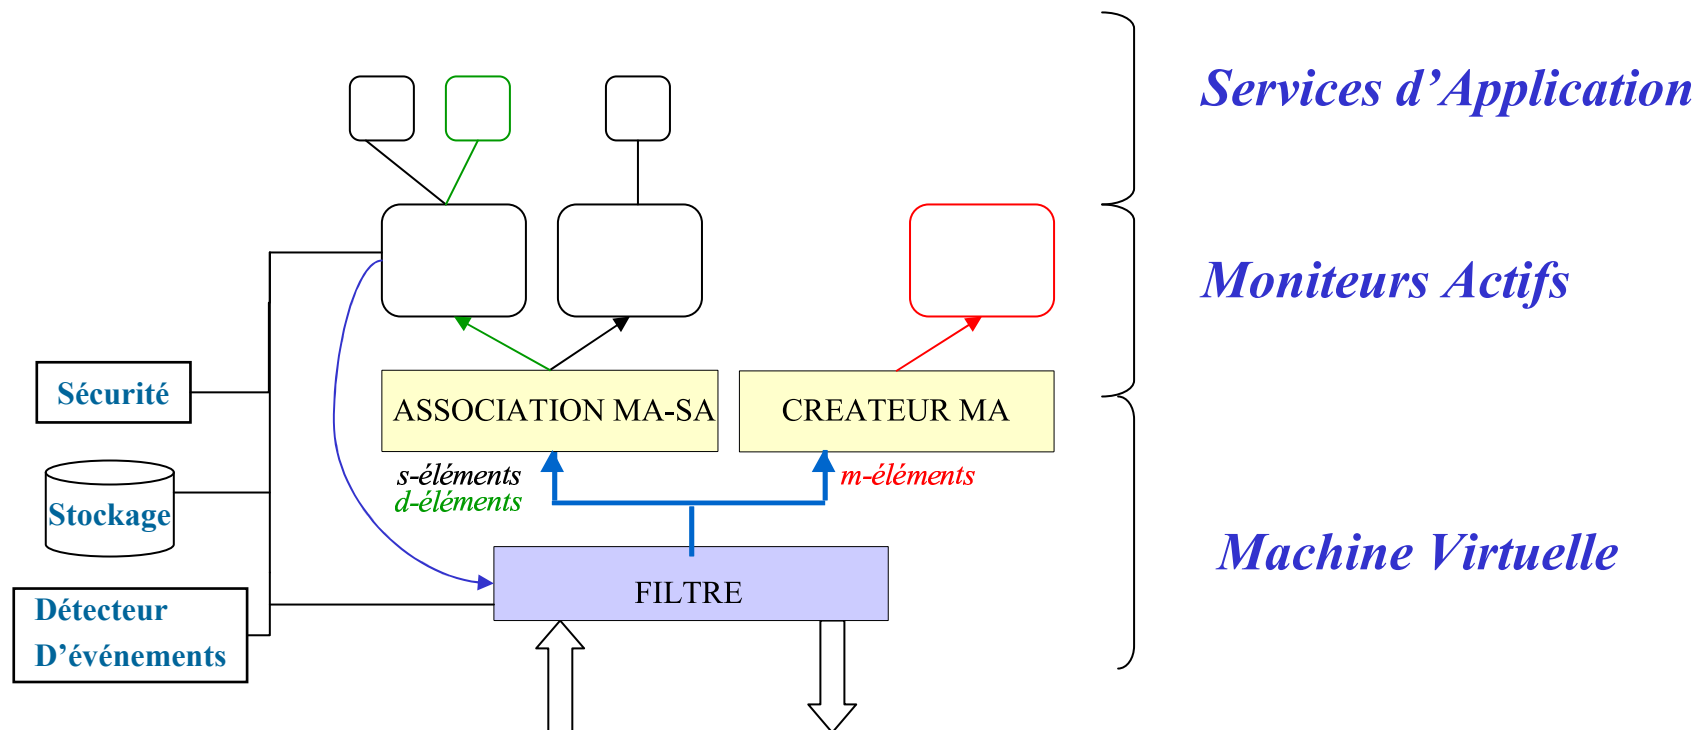 Services d’Application
Moniteurs Actifs
Sécurité
ASSOCIATION MA-SA
CREATEUR MA
s-éléments
m-éléments
d-éléments
Stockage
Machine Virtuelle
FILTRE
Détecteur
D’événements